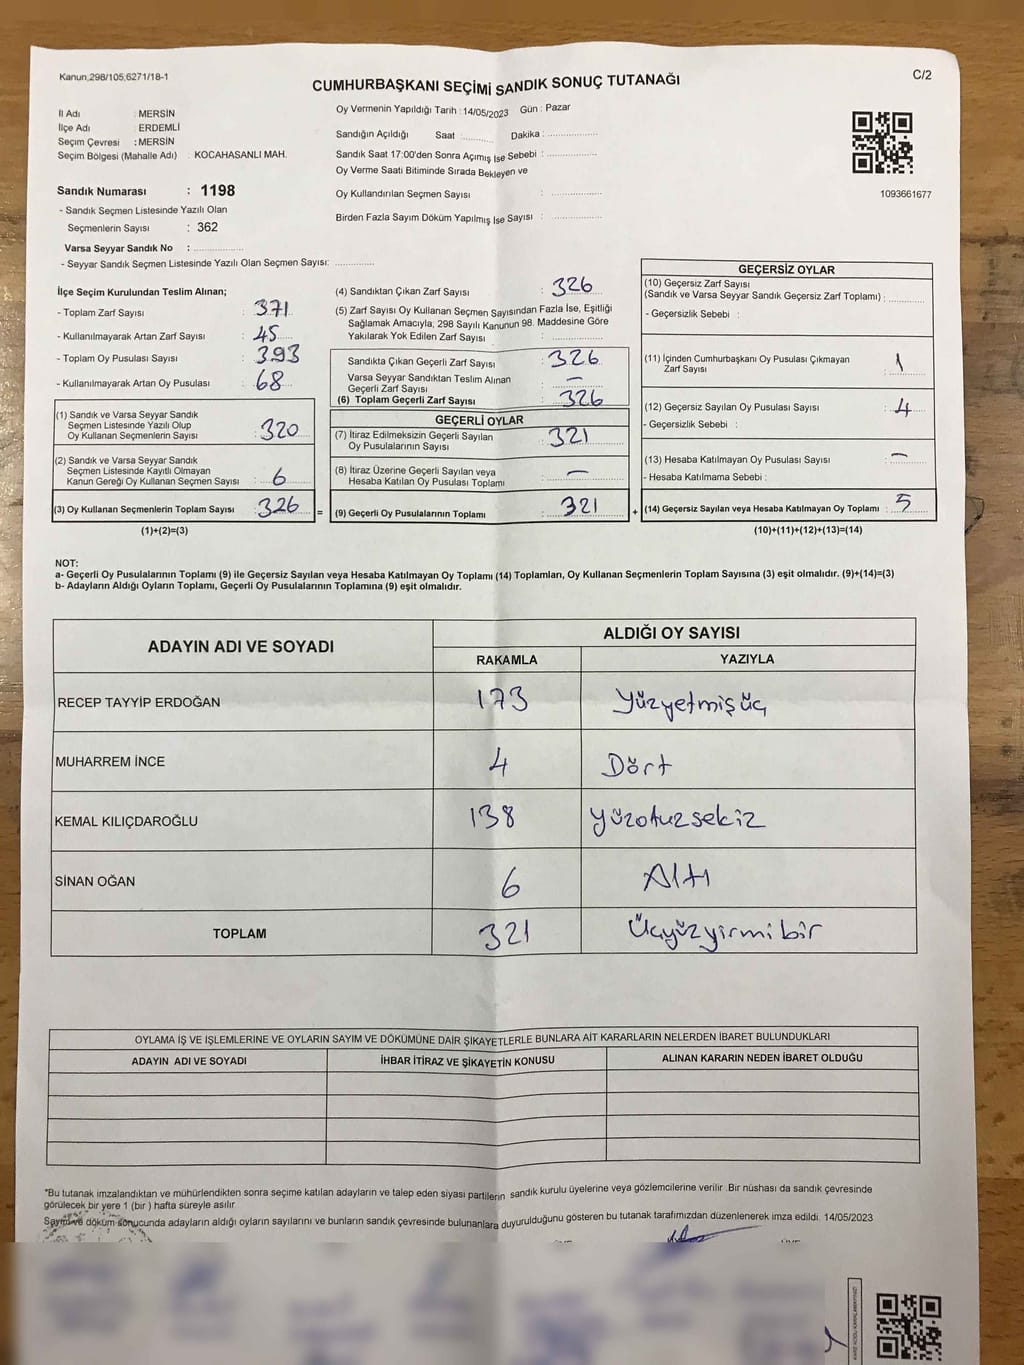 Kanun,298/105,6271/18-1
C/2
CUMHURBAŞKANI SEÇİMİ SANDIK SONUÇ TUTANAĞI
İl Adı : MERSİN
İlçe Adı : ERDEMLİ
Seçim Çevresi : MERSİN
Seçim Bölgesi (Mahalle Adı) : KOCAHASANLI MAH.
Sandık Numarası : 1198
- Sandık Seçmen Listesinde Yazılı Olan
Seçmenlerin Sayısı : 362
Varsa Seyyar Sandık No : ..............
- Seyyar Sandık Seçmen Listesinde Yazılı Olan Seçmen Sayısı: ............
Oy Vermenin Yapıldığı Tarih : 14/05/2023 Gün : Pazar
Sandığın Açıldığı Saat : .......... Dakika : ..............
Sandık Saat 17:00'den Sonra Açımış İse Sebebi : ..............
Oy Verme Saati Bitiminde Sırada Bekleyen ve
Oy Kullandırılan Seçmen Sayısı : ..............
Birden Fazla Sayım Döküm Yapılmış İse Sayısı : ..............
1093661677
İlçe Seçim Kurulundan Teslim Alınan;
- Toplam Zarf Sayısı : 371
- Kullanılmayarak Artan Zarf Sayısı : 45
- Toplam Oy Pusulası Sayısı : 393
- Kullanılmayarak Artan Oy Pusulası : 68
(1) Sandık ve Varsa Seyyar Sandık
Seçmen Listesinde Yazılı Olup
Oy Kullanan Seçmenlerin Sayısı : 320
(2) Sandık ve Varsa Seyyar Sandık
Seçmen Listesinde Kayıtlı Olmayan
Kanun Gereği Oy Kullanan Seçmen Sayısı : 6
(3) Oy Kullanan Seçmenlerin Toplam Sayısı : 326 =
(1)+(2)=(3)
(4) Sandıktan Çıkan Zarf Sayısı : 326
(5) Zarf Sayısı Oy Kullanan Seçmen Sayısından Fazla İse, Eşitliği
Sağlamak Amacıyla, 298 Sayılı Kanunun 98. Maddesine Göre
Yakılarak Yok Edilen Zarf Sayısı : ..............
Sandıkta Çıkan Geçerli Zarf Sayısı : 326
Varsa Seyyar Sandıktan Teslim Alınan
Geçerli Zarf Sayısı : —
(6) Toplam Geçerli Zarf Sayısı : 326
GEÇERLİ OYLAR
(7) İtiraz Edilmeksizin Geçerli Sayılan
Oy Pusulalarının Sayısı : 321
(8) İtiraz Üzerine Geçerli Sayılan veya
Hesaba Katılan Oy Pusulası Toplamı : —
(9) Geçerli Oy Pusulalarının Toplamı : 321 +
GEÇERSİZ OYLAR
(10) Geçersiz Zarf Sayısı
(Sandık ve Varsa Seyyar Sandık Geçersiz Zarf Toplamı) : ..........
- Geçersizlik Sebebi :
(11) İçinden Cumhurbaşkanı Oy Pusulası Çıkmayan
Zarf Sayısı : 1
(12) Geçersiz Sayılan Oy Pusulası Sayısı : 4
- Geçersizlik Sebebi :
(13) Hesaba Katılmayan Oy Pusulası Sayısı : —
- Hesaba Katılmama Sebebi :
(14) Geçersiz Sayılan veya Hesaba Katılmayan Oy Toplamı : 5
(10)+(11)+(12)+(13)=(14)
NOT:
a- Geçerli Oy Pusulalarının Toplamı (9) ile Geçersiz Sayılan veya Hesaba Katılmayan Oy Toplamı (14) Toplamları, Oy Kullanan Seçmenlerin Toplam Sayısına (3) eşit olmalıdır. (9)+(14)=(3)
b- Adayların Aldığı Oyların Toplamı, Geçerli Oy Pusulalarının Toplamına (9) eşit olmalıdır.
ADAYIN ADI VE SOYADI
ALDIĞI OY SAYISI
RAKAMLA YAZIYLA
RECEP TAYYİP ERDOĞAN 173 Yüzyetmişüç
MUHARREM İNCE 4 Dört
KEMAL KILIÇDAROĞLU 138 yüzotuzsekiz
SİNAN OĞAN 6 Altı
TOPLAM 321 Üçyüzyirmibir
OYLAMA İŞ VE İŞLEMLERİNE VE OYLARIN SAYIM VE DÖKÜMÜNE DAİR ŞİKAYETLERLE BUNLARA AİT KARARLARIN NELERDEN İBARET BULUNDUKLARI
ADAYIN ADI VE SOYADI İHBAR İTİRAZ VE ŞİKAYETİN KONUSU ALINAN KARARIN NEDEN İBARET OLDUĞU
*Bu tutanak imzalandıktan ve mühürlendikten sonra seçime katılan adayların ve talep eden siyasi partilerin sandık kurulu üyelerine veya gözlemcilerine verilir .Bir nüshası da sandık çevresinde
görülecek bir yere 1 (bir ) hafta süreyle asılır
Sayım ve döküm sonucunda adayların aldığı oyların sayılarını ve bunların sandık çevresinde bulunanlara duyurulduğunu gösteren bu tutanak tarafımızdan düzenlenerek imza edildi. 14/05/2023